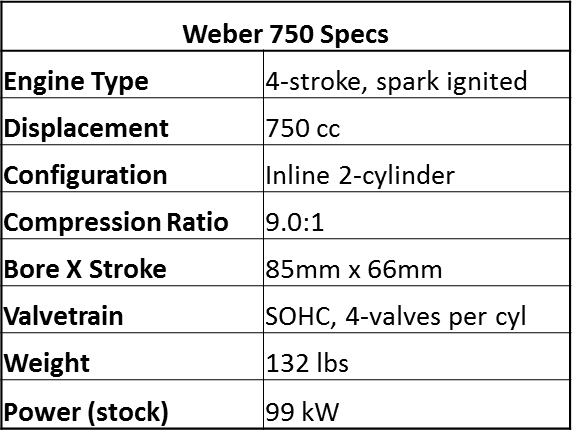 Weber 750 Specs
Engine Type 4-stroke, spark ignited
Displacement 750 cc
Configuration Inline 2-cylinder
Compression Ratio 9.0:1
Bore X Stroke 85mm x 66mm
Valvetrain SOHC, 4-valves per cyl
Weight 132 lbs
Power (stock) 99 kW